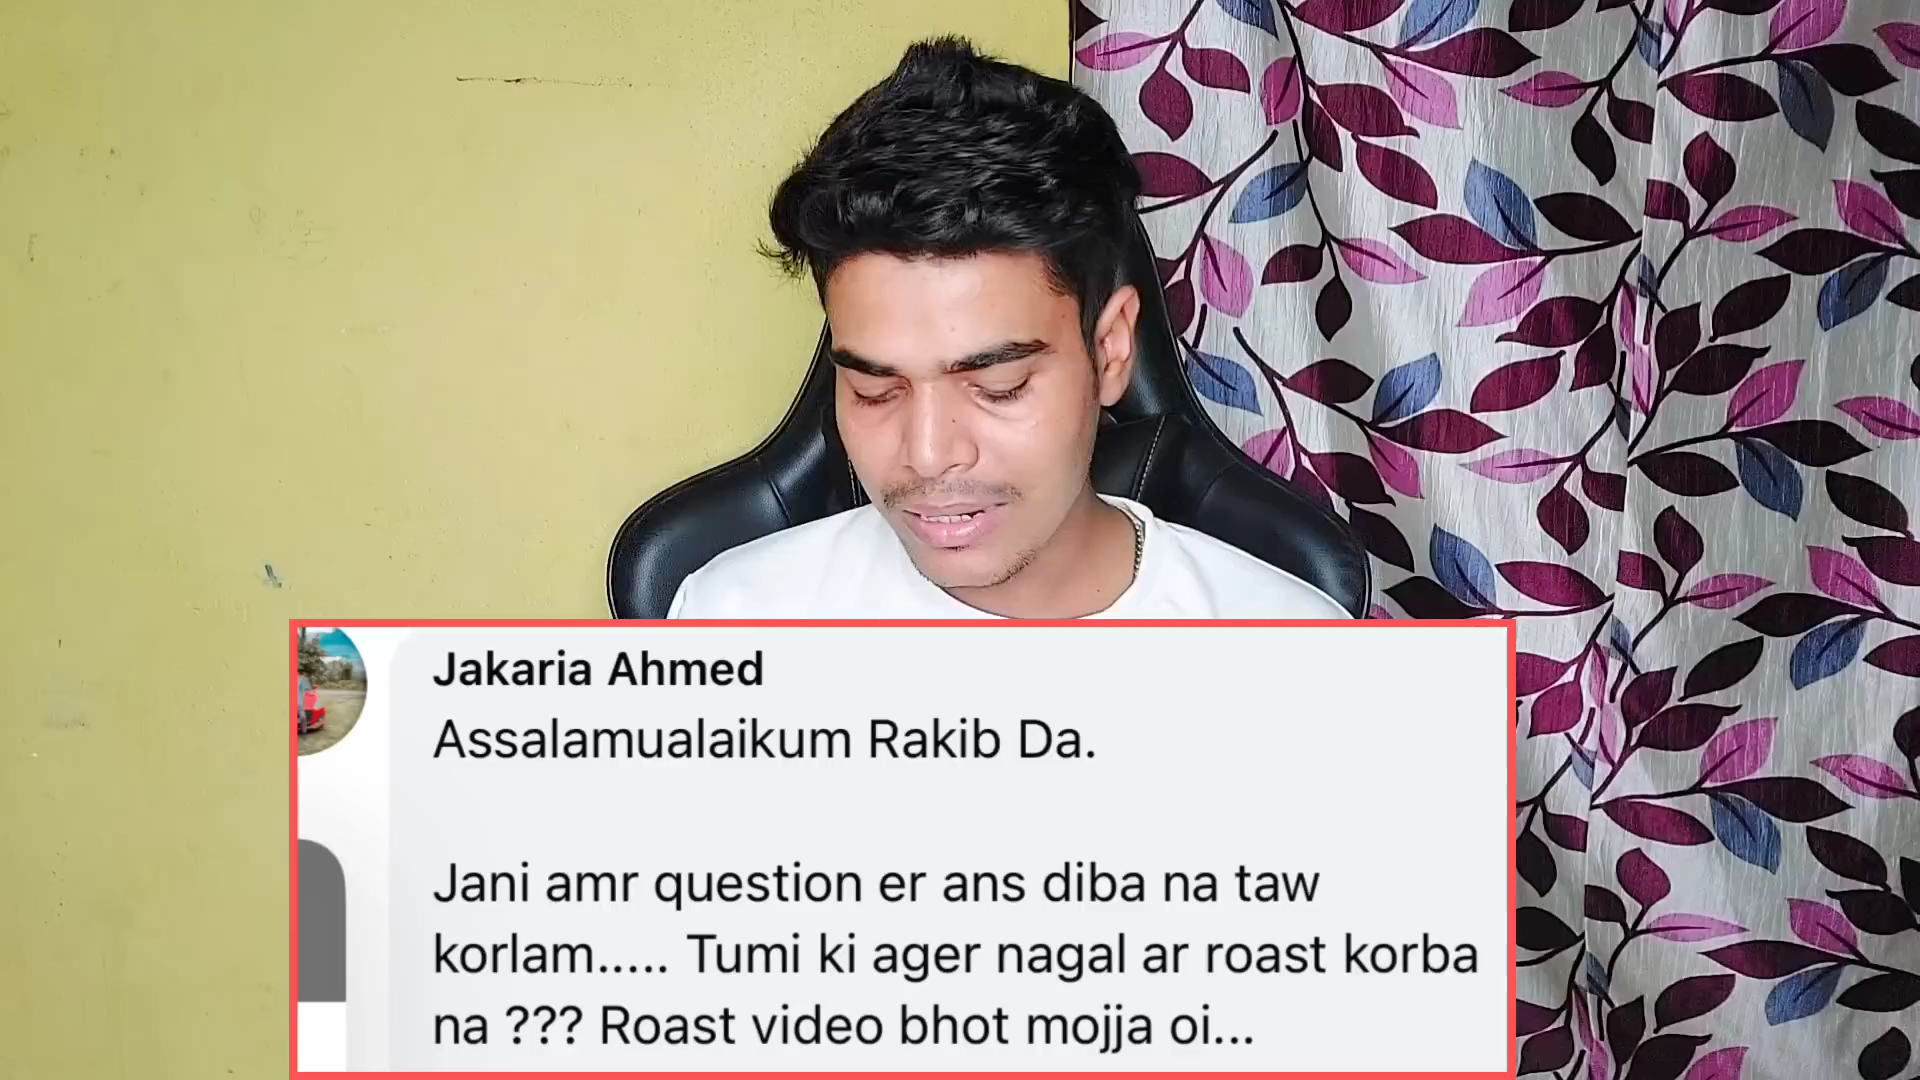 Jakaria Ahmed
Assalamualaikum Rakib Da.
Jani amr question er ans diba na taw
korlam..... Tumi ki ager nagal ar roast korba
na ??? Roast video bhot mojja oi...